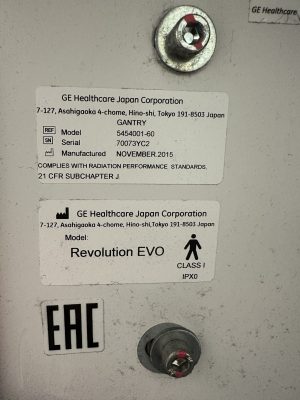 GE Healthcare
GE Healthcare Japan Corporation
7-127, Asahigaoka 4-chome, Hino-shi, Tokyo 191-8503 Japan
GANTRY
REF Model 5454001-60
SN Serial 70073YC2
Manufactured NOVEMBER.2015
COMPLIES WITH RADIATION PERFORMANCE STANDARDS.
21 CFR SUBCHAPTER J
GE Healthcare Japan Corporation
7-127, Asahigaoka 4-chome, Hino-shi, Tokyo 191-8503 Japan
Model:
Revolution EVO
CLASS I
IPX0
EAC